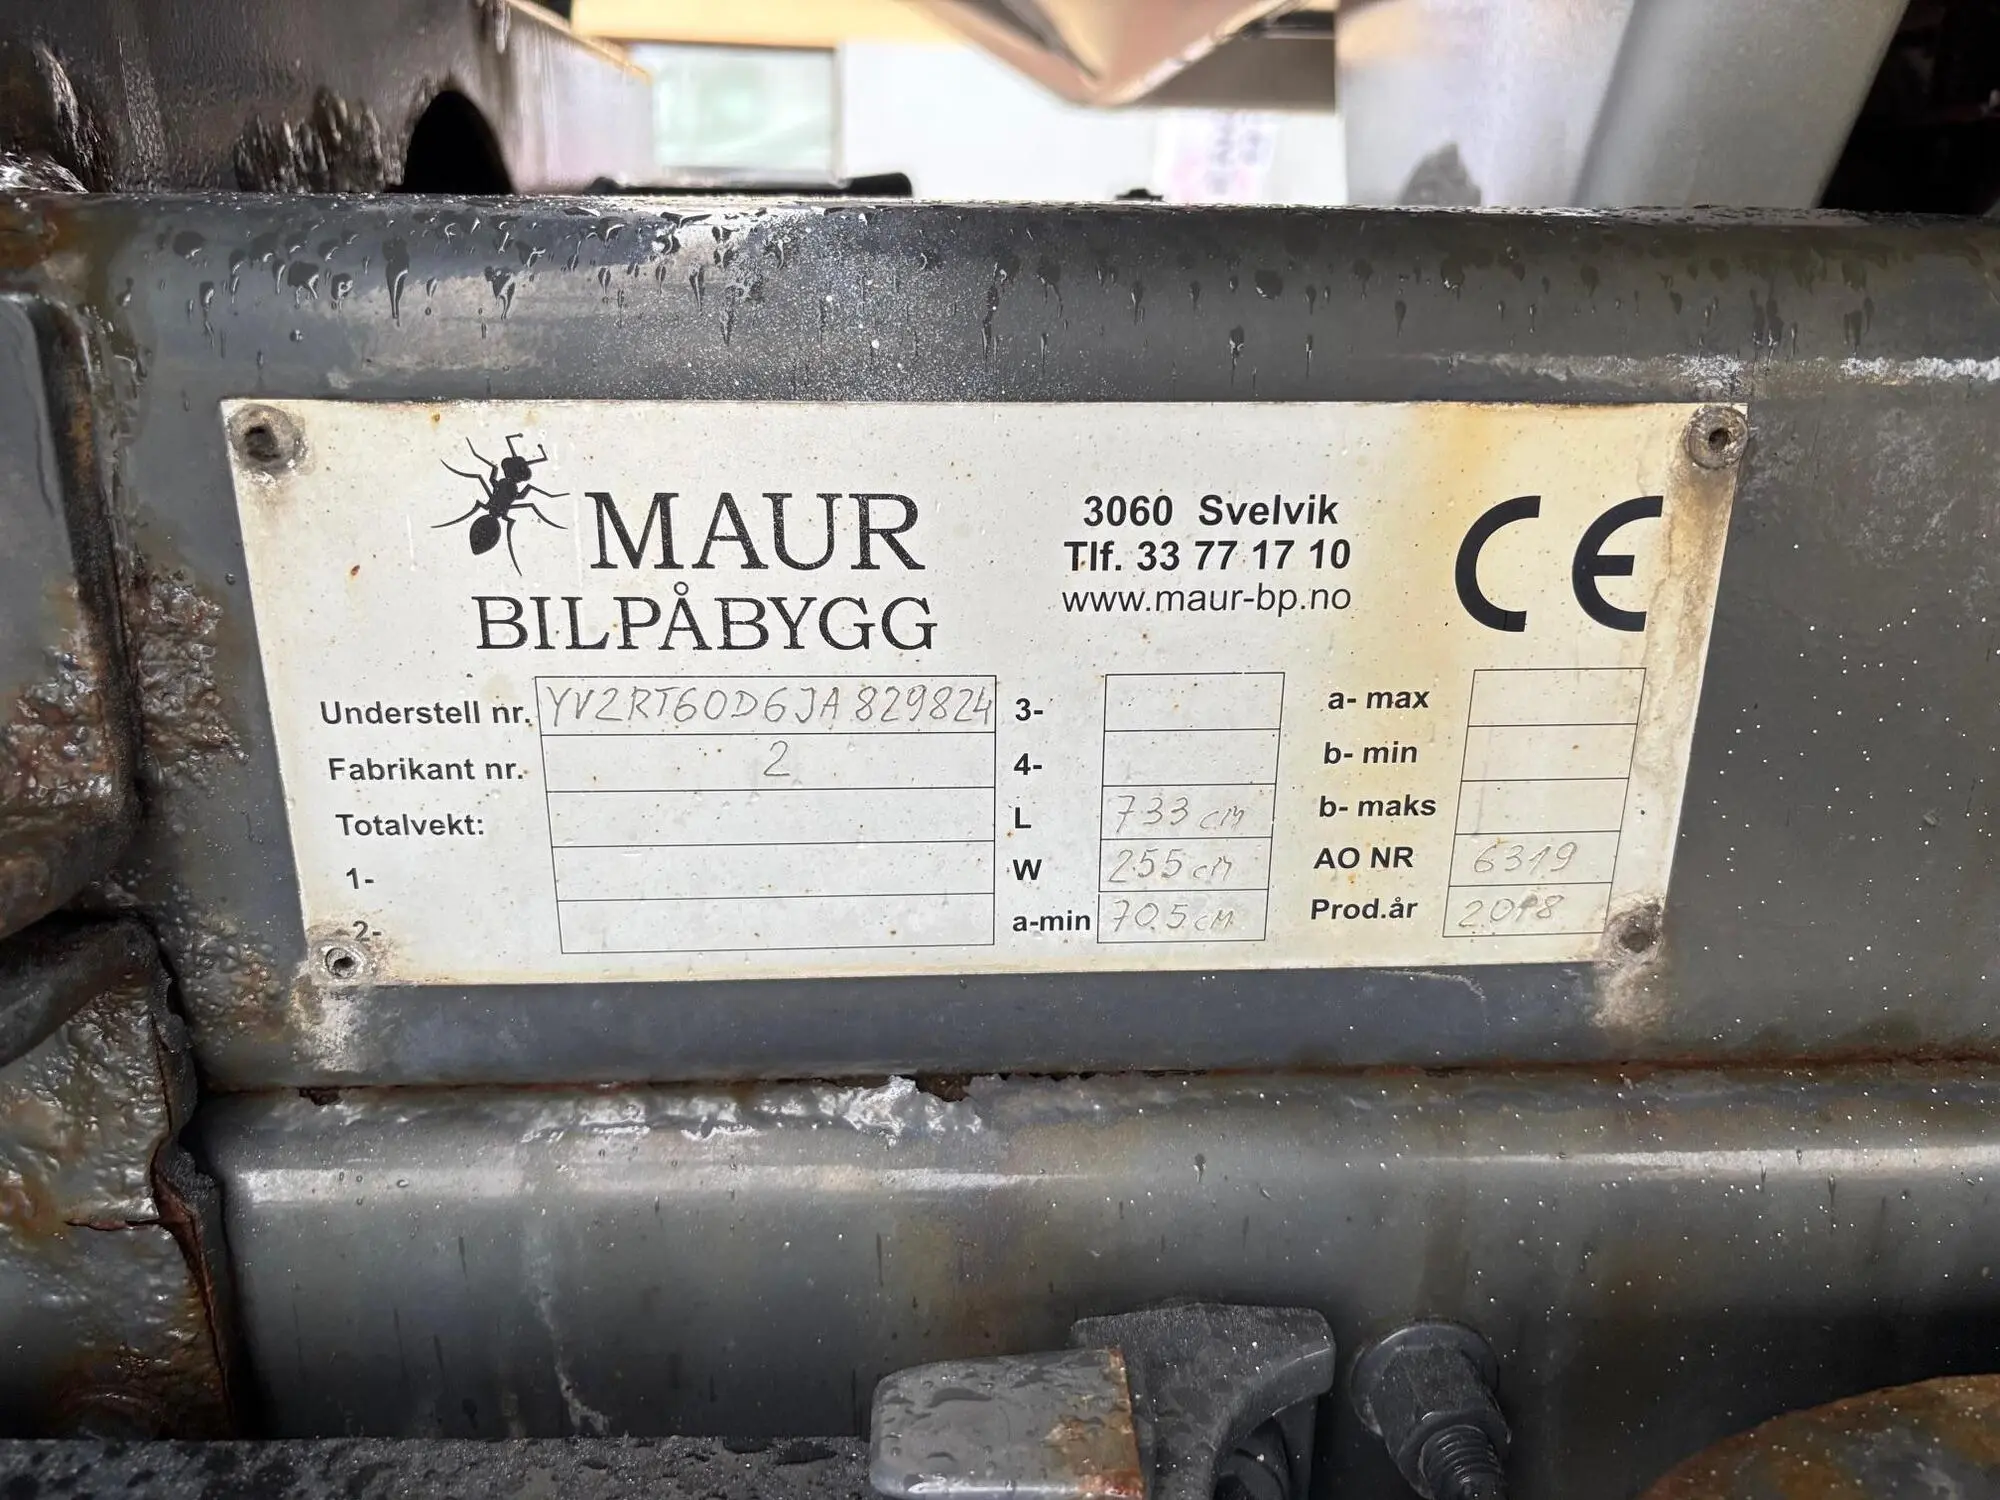 MAUR
BILPÅBYGG
3060 Svelvik
Tlf. 33 77 17 10
www.maur-bp.no
CE
Understell nr. YV2RT60D6JA829824
Fabrikant nr. 2
Totalvekt:
1-
2-
3-
4-
L 733 cm
W 255 cm
a-min 70.5 cm
a- max
b- min
b- maks
AO NR 6319
Prod.år 2018